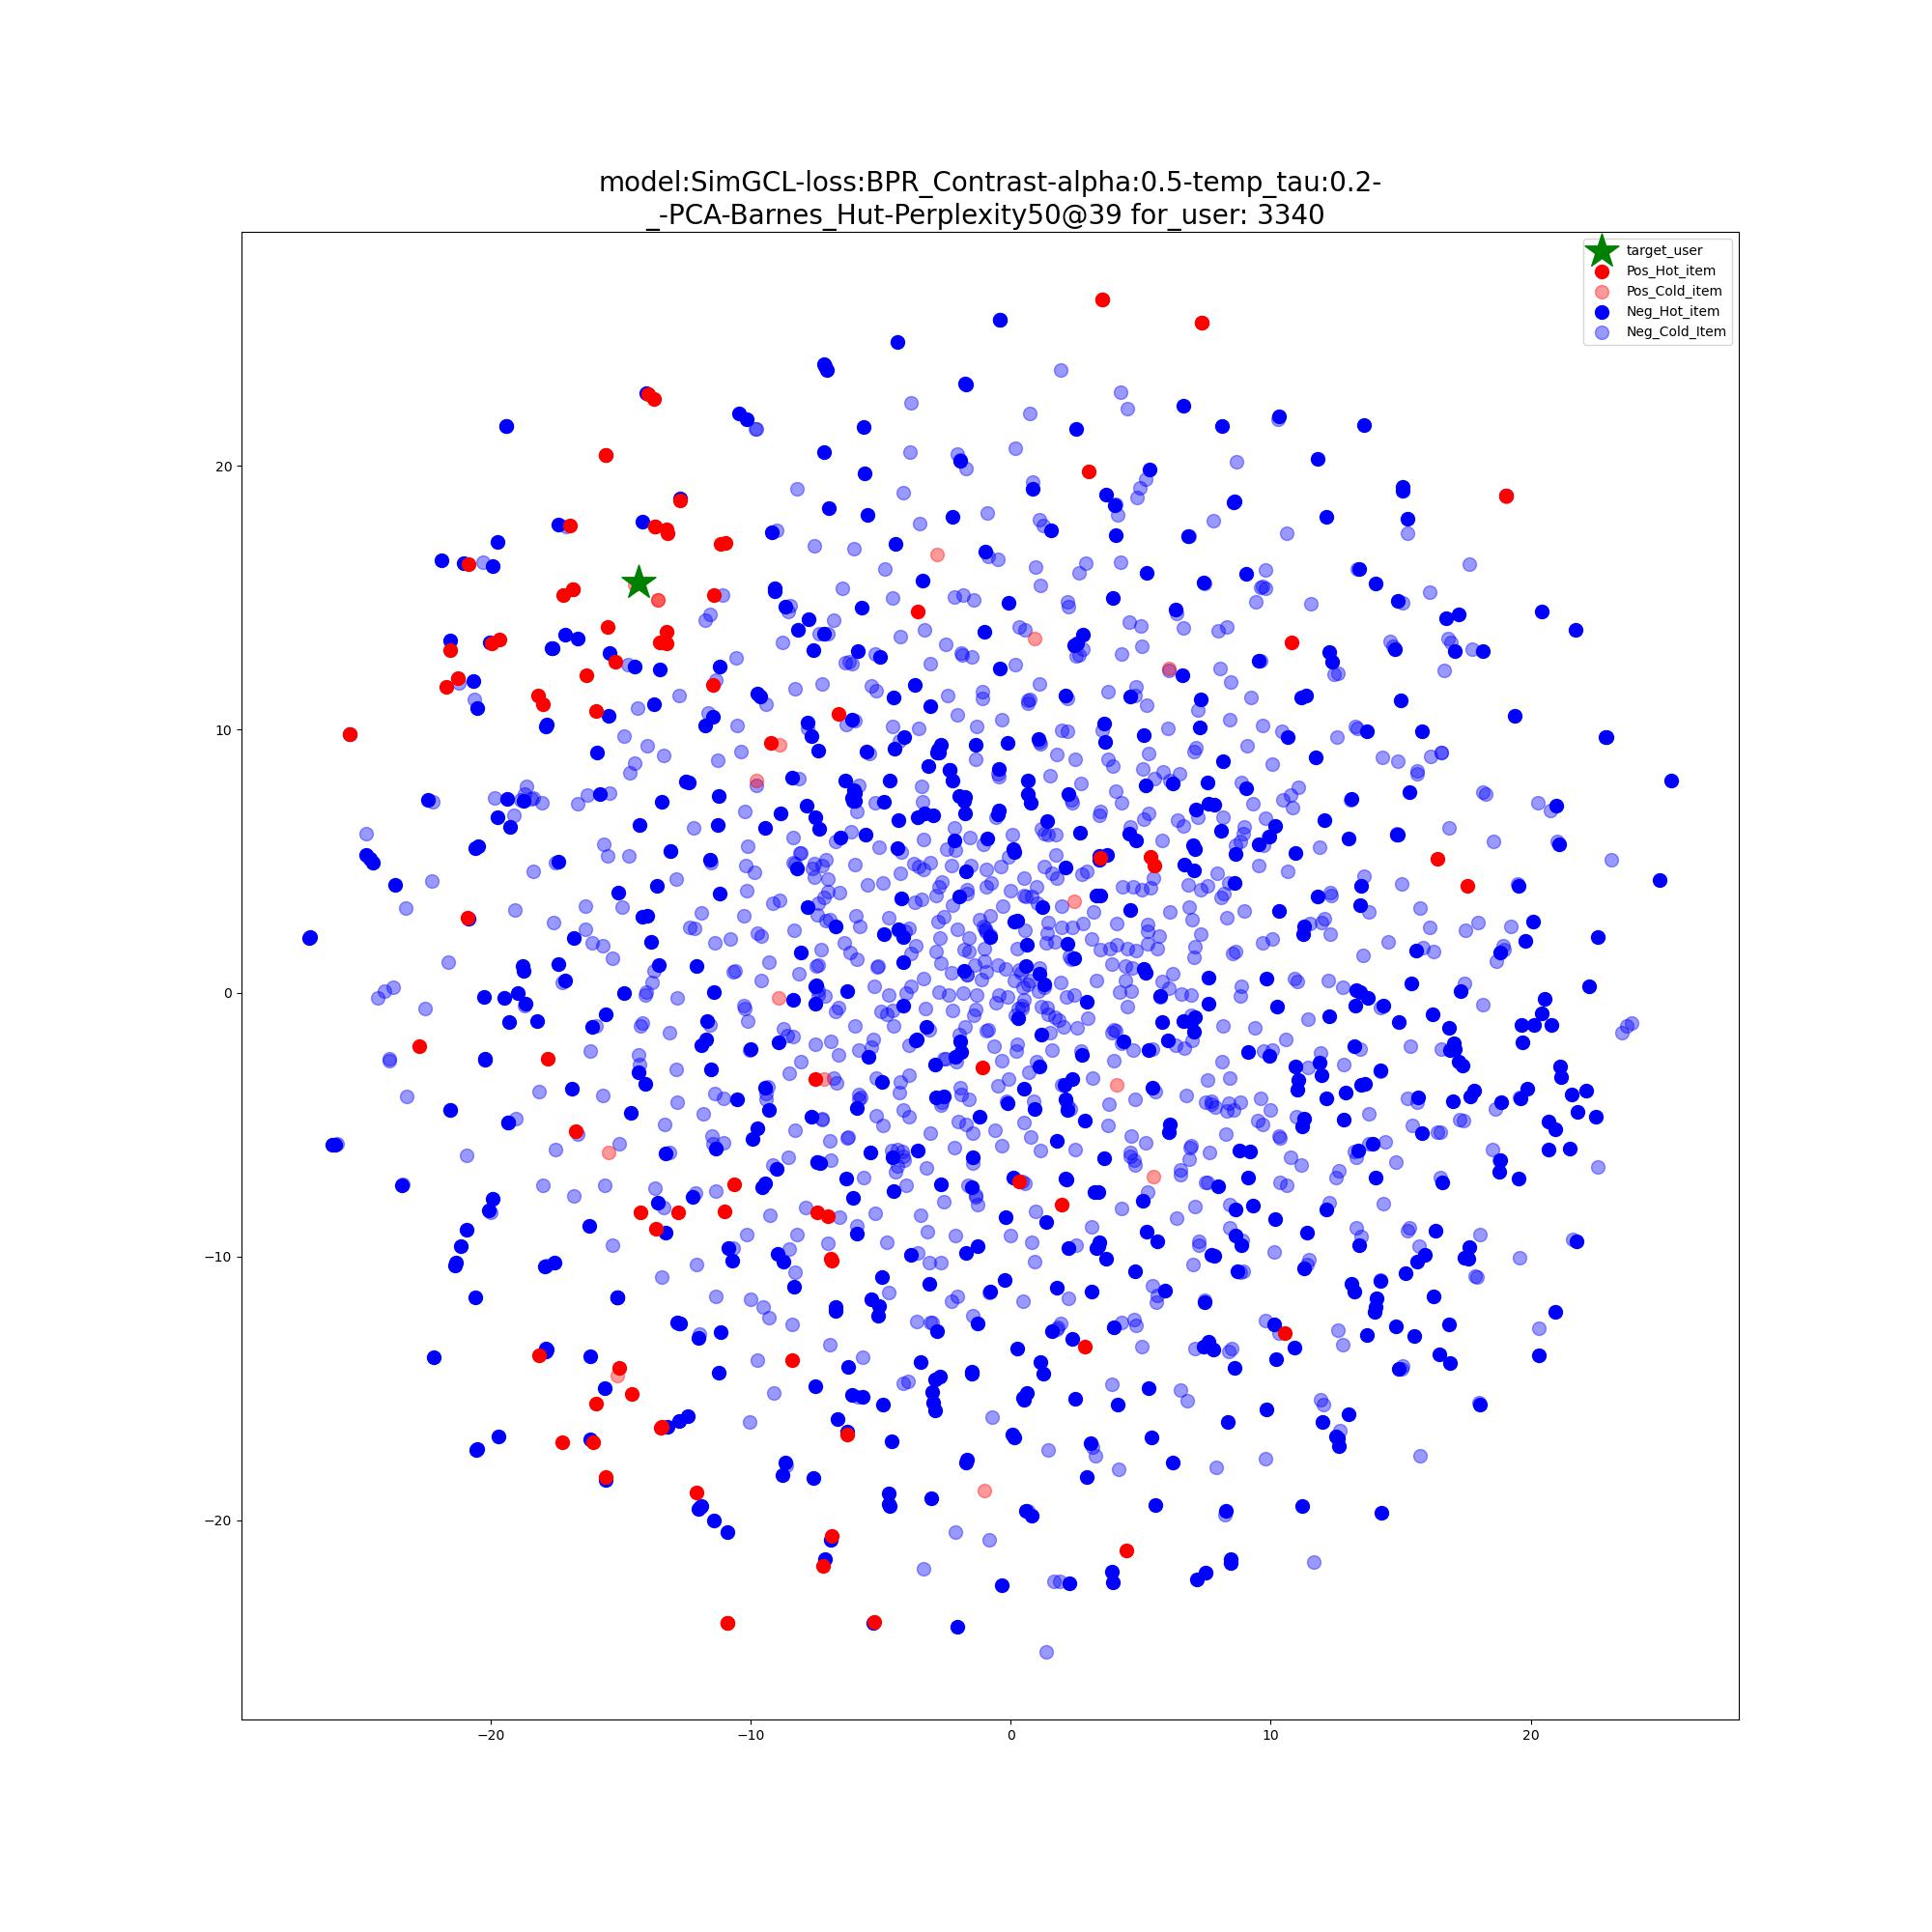 model:SimGCL-loss:BPR_Contrast-alpha:0.5-temp_tau:0.2-
_-PCA-Barnes_Hut-Perplexity50@39 for_user: 3340
target_user
Pos_Hot_item
Pos_Cold_item
Neg_Hot_item
Neg_Cold_Item
20
10
0
−10
−20
−20
−10
0
10
20